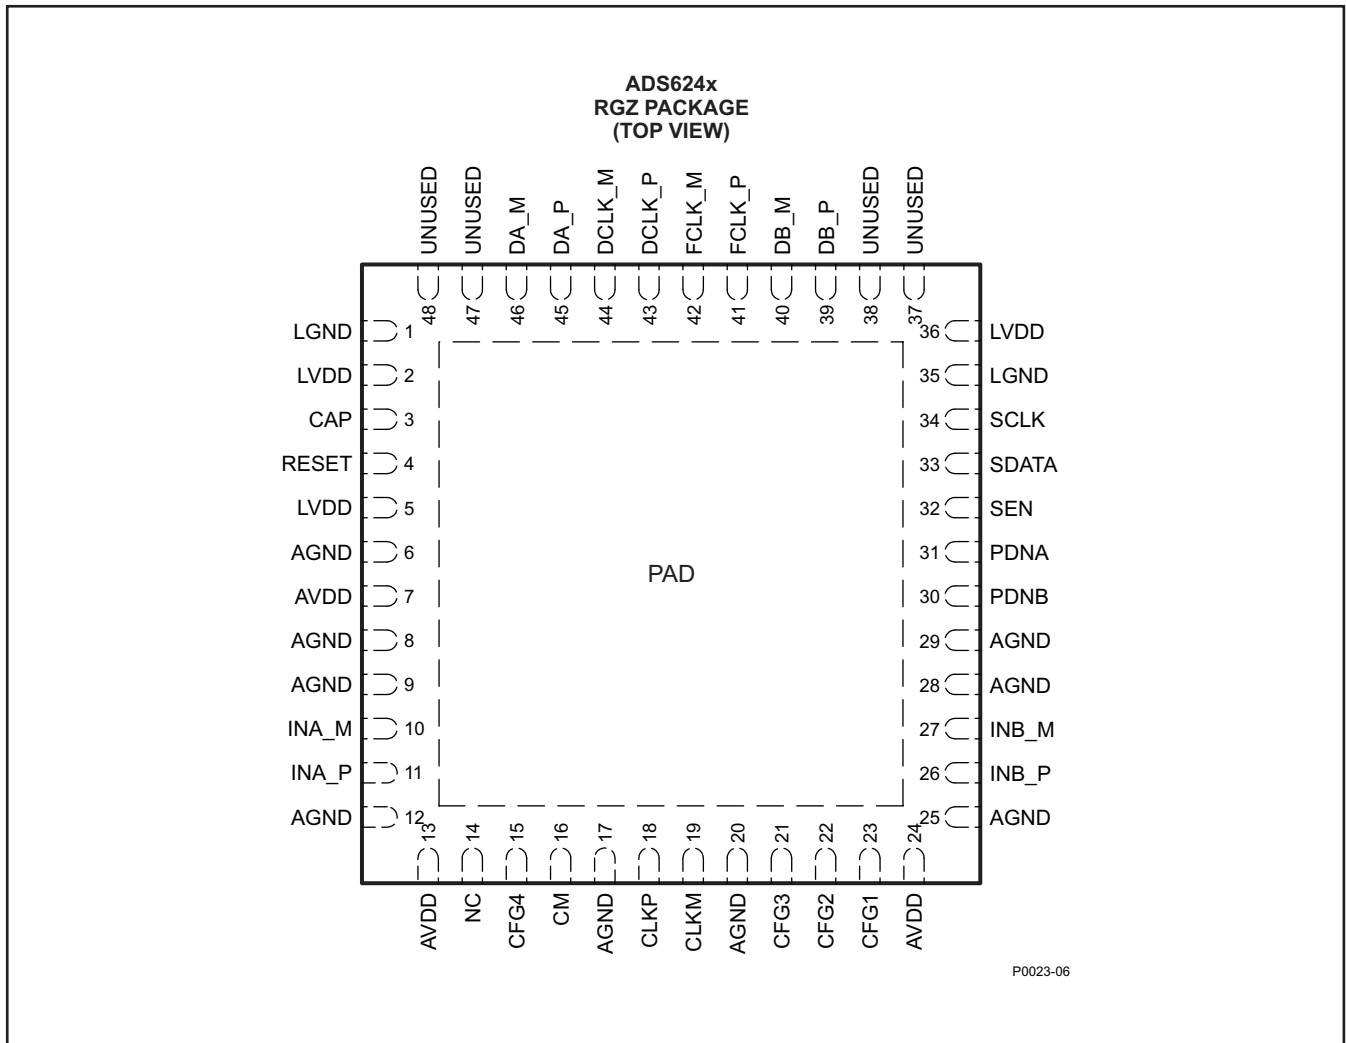 ADS624x
RGZ PACKAGE
(TOP VIEW)
UNUSED
UNUSED
DA_M
DA_P
DCLK_M
DCLK_P
FCLK_M
FCLK_P
DB_M
DB_P
UNUSED
UNUSED
48
47
46
45
44
43
42
41
40
39
38
37
LGND 1
36 LVDD
LVDD 2
35 LGND
CAP 3
34 SCLK
RESET 4
33 SDATA
LVDD 5
32 SEN
AGND 6
31 PDNA
PAD
AVDD 7
30 PDNB
AGND 8
29 AGND
AGND 9
28 AGND
INA_M 10
27 INB_M
INA_P 11
26 INB_P
AGND 12
25 AGND
13
14
15
16
17
18
19
20
21
22
23
24
AVDD
NC
CFG4
CM
AGND
CLKP
CLKM
AGND
CFG3
CFG2
CFG1
AVDD
P0023-06